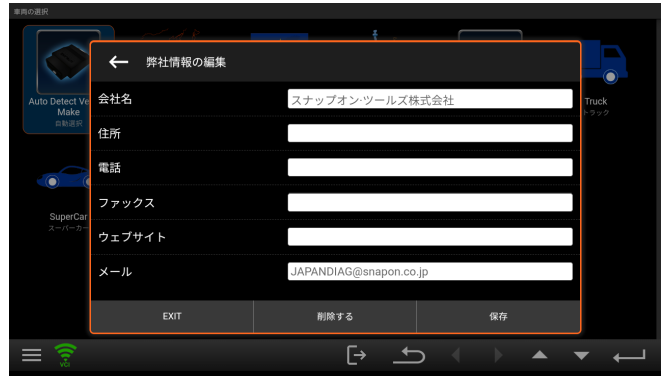 車両の選択
弊社情報の編集
Auto Detect Ve
Make
自動選択
Truck
トラック
会社名
スナップオン·ツールズ株式会社
住所
電話
ファックス
SuperCar
スーパーカー
ウェブサイト
メール
JAPANDIAG@snapon.co.jp
EXIT
削除する
保存
VCI